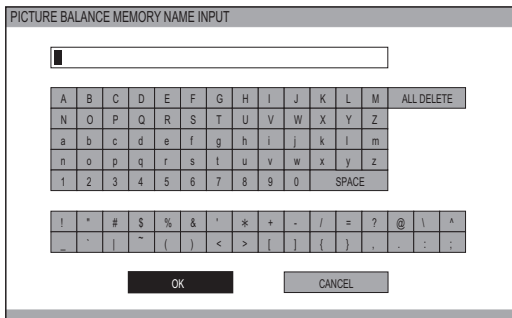 PICTURE BALANCE MEMORY NAME INPUT
A B C D E F G H I J K L M ALL DELETE
N O P Q R S T U V W X Y Z
a b c d e f g h i j k l m
n o p q r s t u v w x y z
1 2 3 4 5 6 7 8 9 0 SPACE
! " # $ % & ' * + - / = ? @ \ ^
_ ` | ~ ( ) < > [ ] { } , . : ;
OK CANCEL